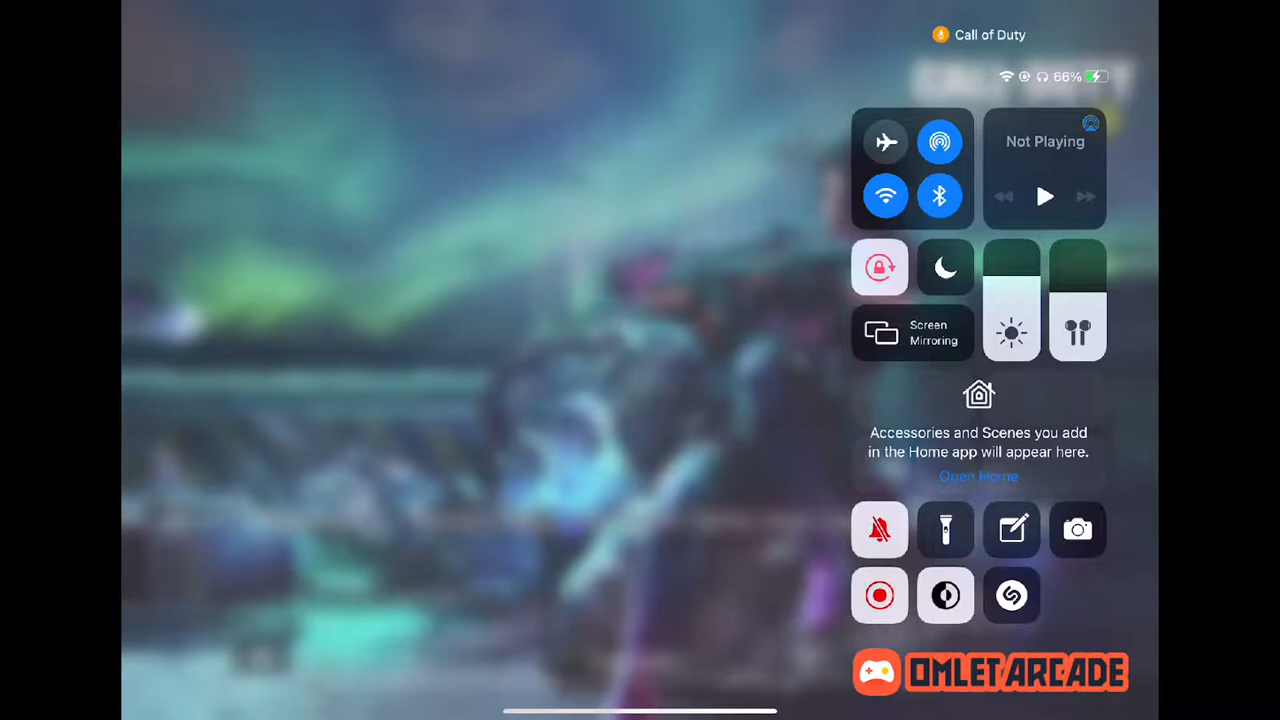 Call of Duty
66%
Not Playing
Screen
Mirroring
Accessories and Scenes you add
in the Home app will appear here.
Open Home
OMLET ARCADE